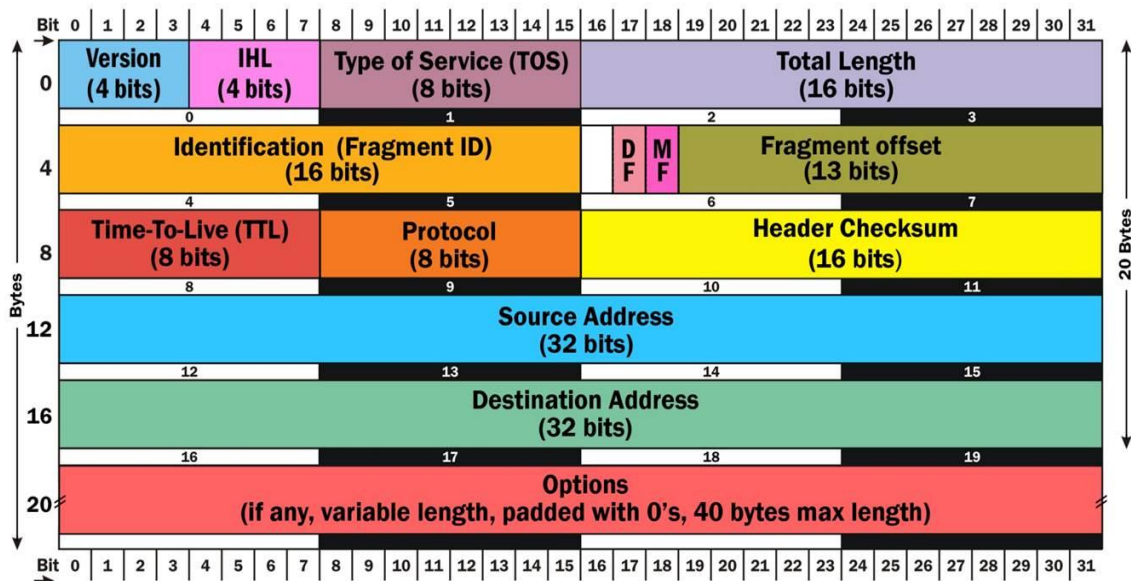 Bit 0 1 2 3 4 5 6 7 8 9 10 11 12 13 14 15 16 17 18 19 20 21 22 23 24 25 26 27 28 29 30 31
Version IHL Type of Service (TOS) Total Length
0 (4 bits) (4 bits) (8 bits) (16 bits)
0 1 2 3
Identification (Fragment ID) D M Fragment offset
4 (16 bits) F F (13 bits)
4 5 6 7
Time-To-Live (TTL) Protocol Header Checksum
8 (8 bits) (8 bits) (16 bits)
8 9 10 11
Source Address
12 (32 bits)
12 13 14 15
Destination Address
16 (32 bits)
16 17 18 19
Options
20 (if any, variable length, padded with 0's, 40 bytes max length)
Bit 0 1 2 3 4 5 6 7 8 9 10 11 12 13 14 15 16 17 18 19 20 21 22 23 24 25 26 27 28 29 30 31
Bytes
20 Bytes